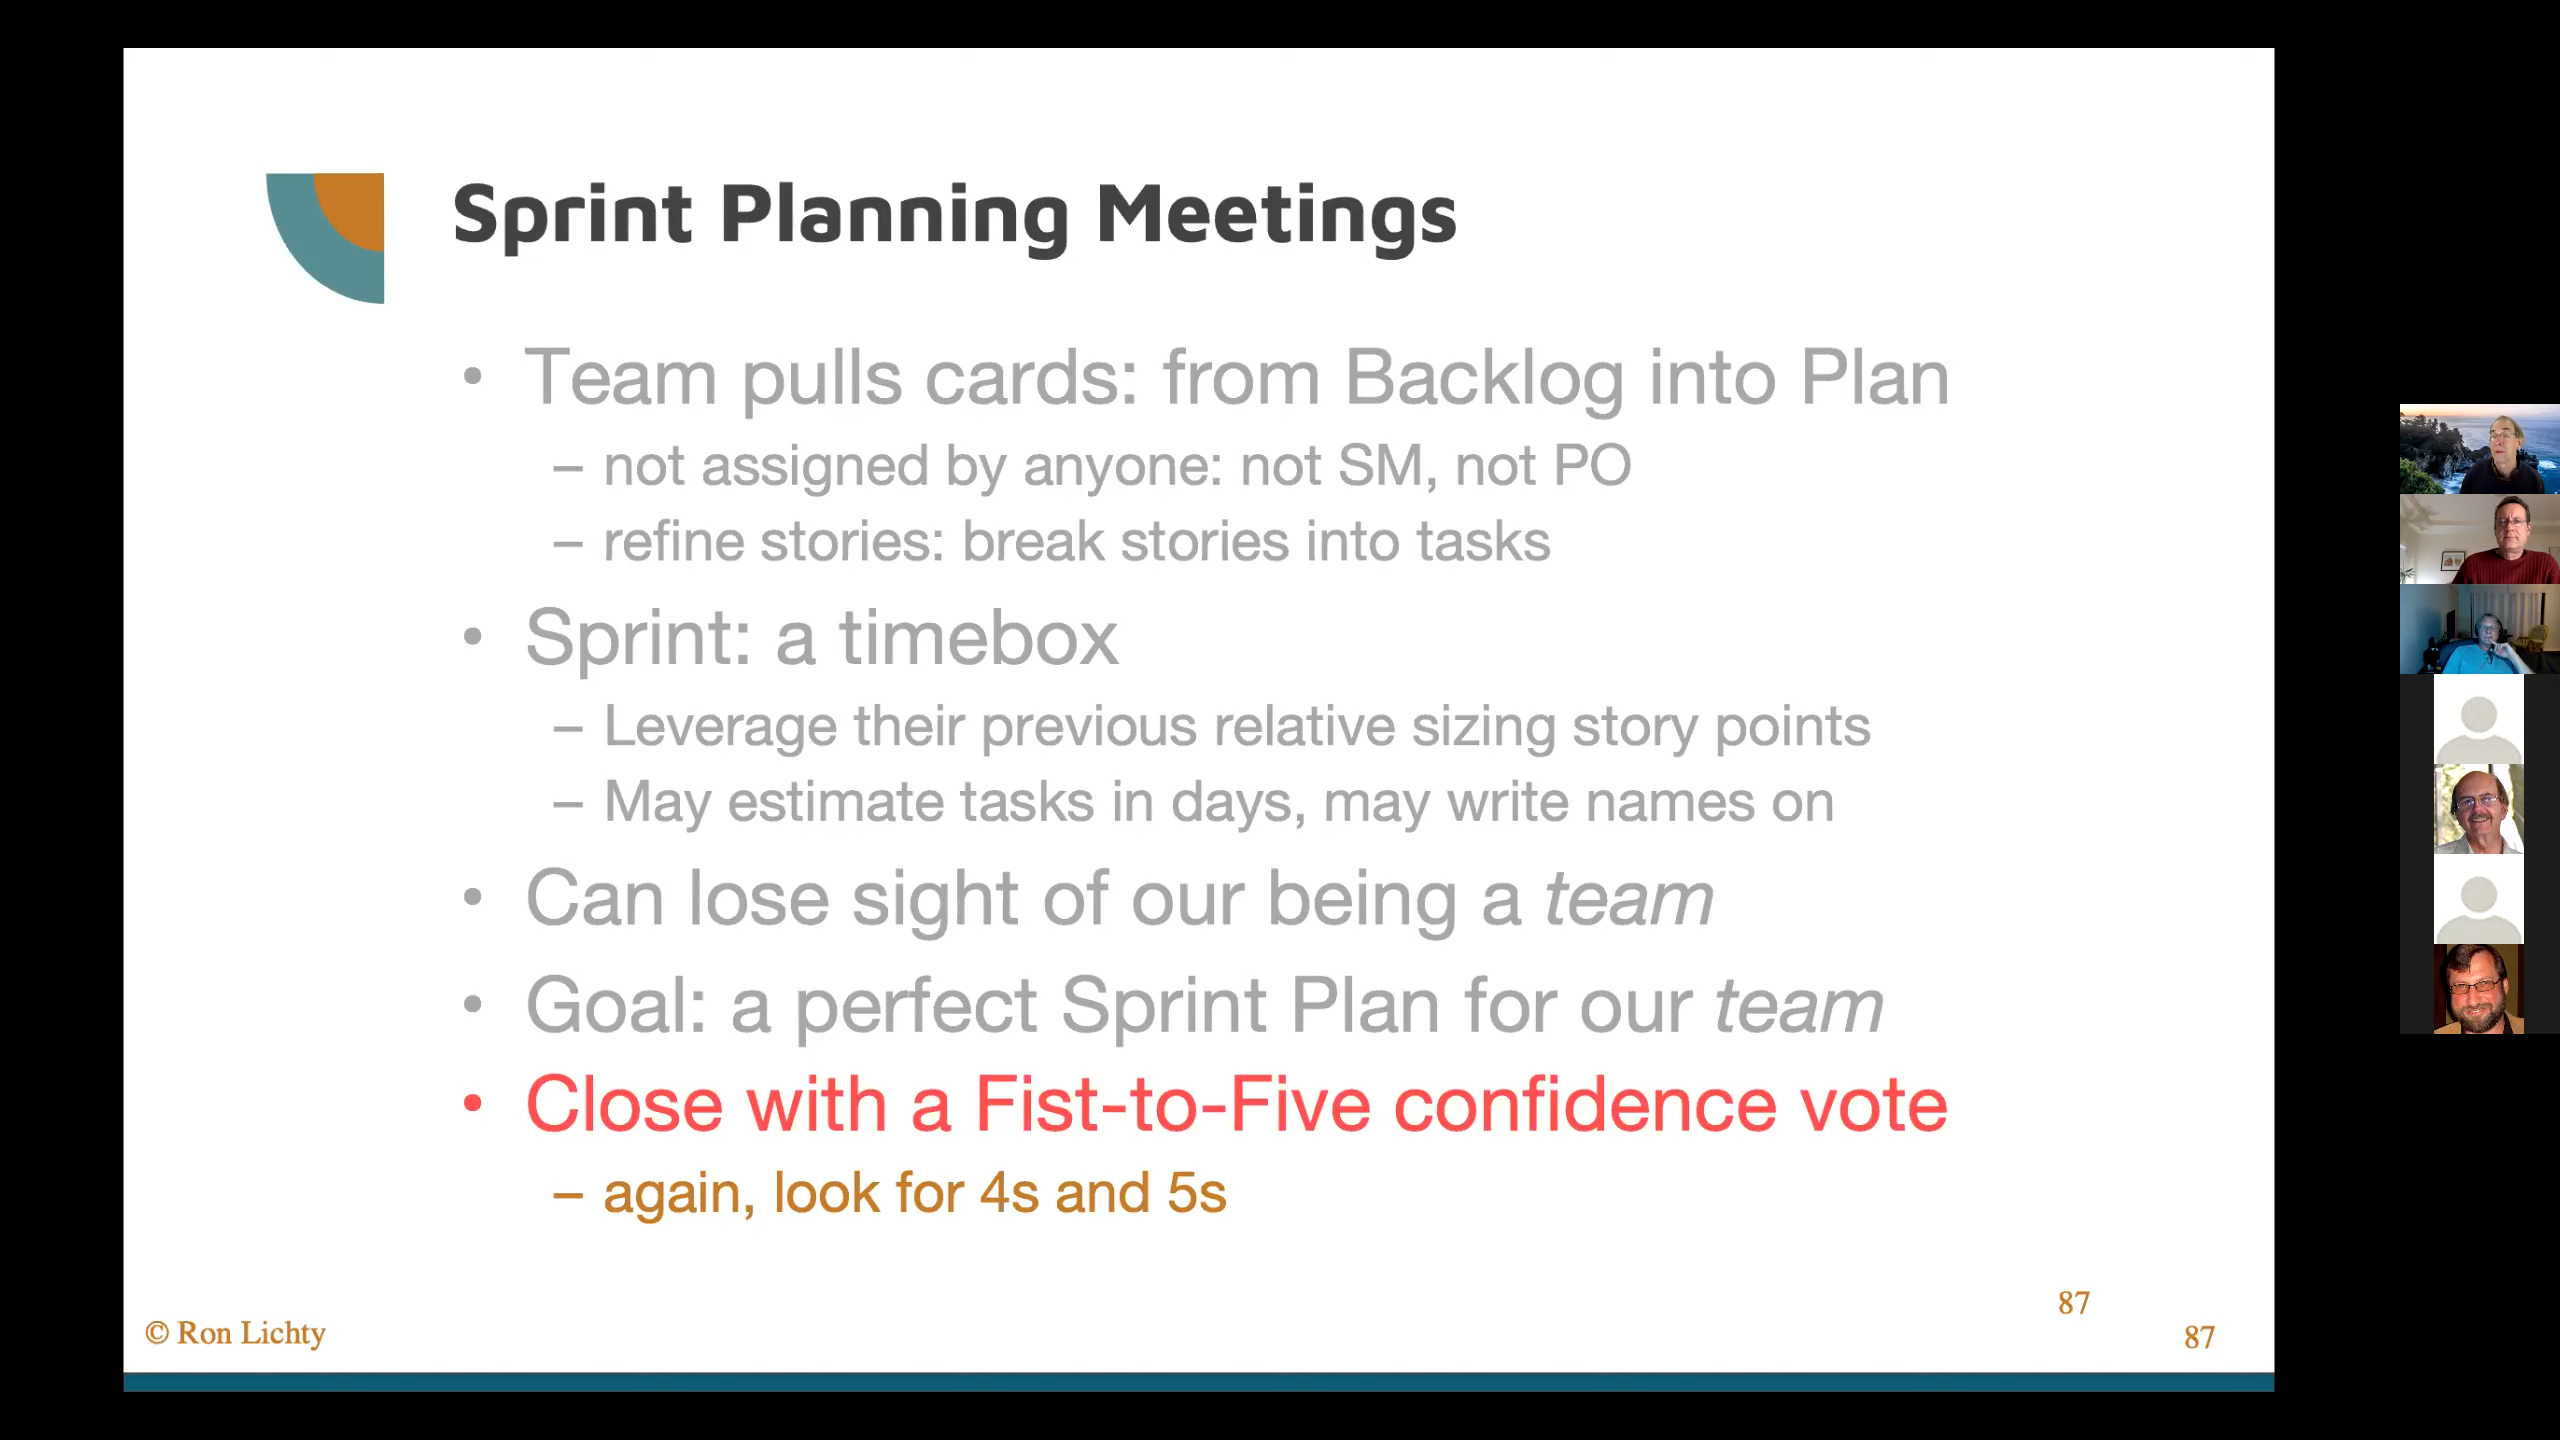 Sprint Planning Meetings
• Team pulls cards: from Backlog into Plan
– not assigned by anyone: not SM, not PO
– refine stories: break stories into tasks
• Sprint: a timebox
– Leverage their previous relative sizing story points
– May estimate tasks in days, may write names on
• Can lose sight of our being a team
• Goal: a perfect Sprint Plan for our team
• Close with a Fist-to-Five confidence vote
– again, look for 4s and 5s
87
© Ron Lichty
87